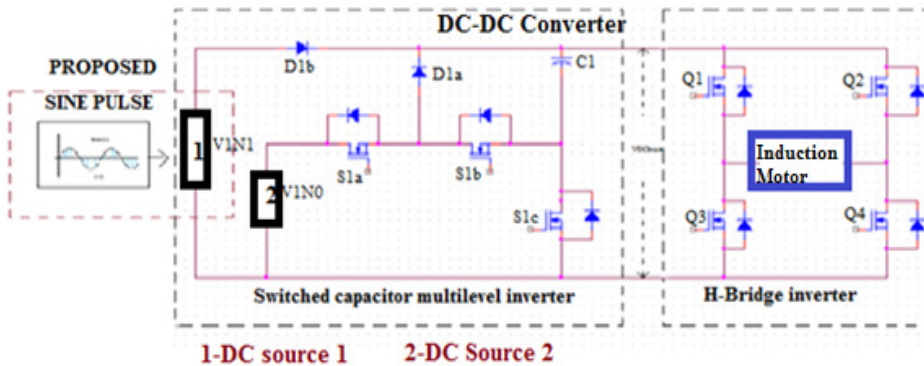 DC-DC Converter
PROPOSED
SINE PULSE
D1b
D1a
C1
Q1
Q2
1
V1N1
2
V1N0
S1a
S1b
S1c
Induction
Motor
Q3
Q4
Switched capacitor multilevel inverter
H-Bridge inverter
1-DC source 1
2-DC Source 2